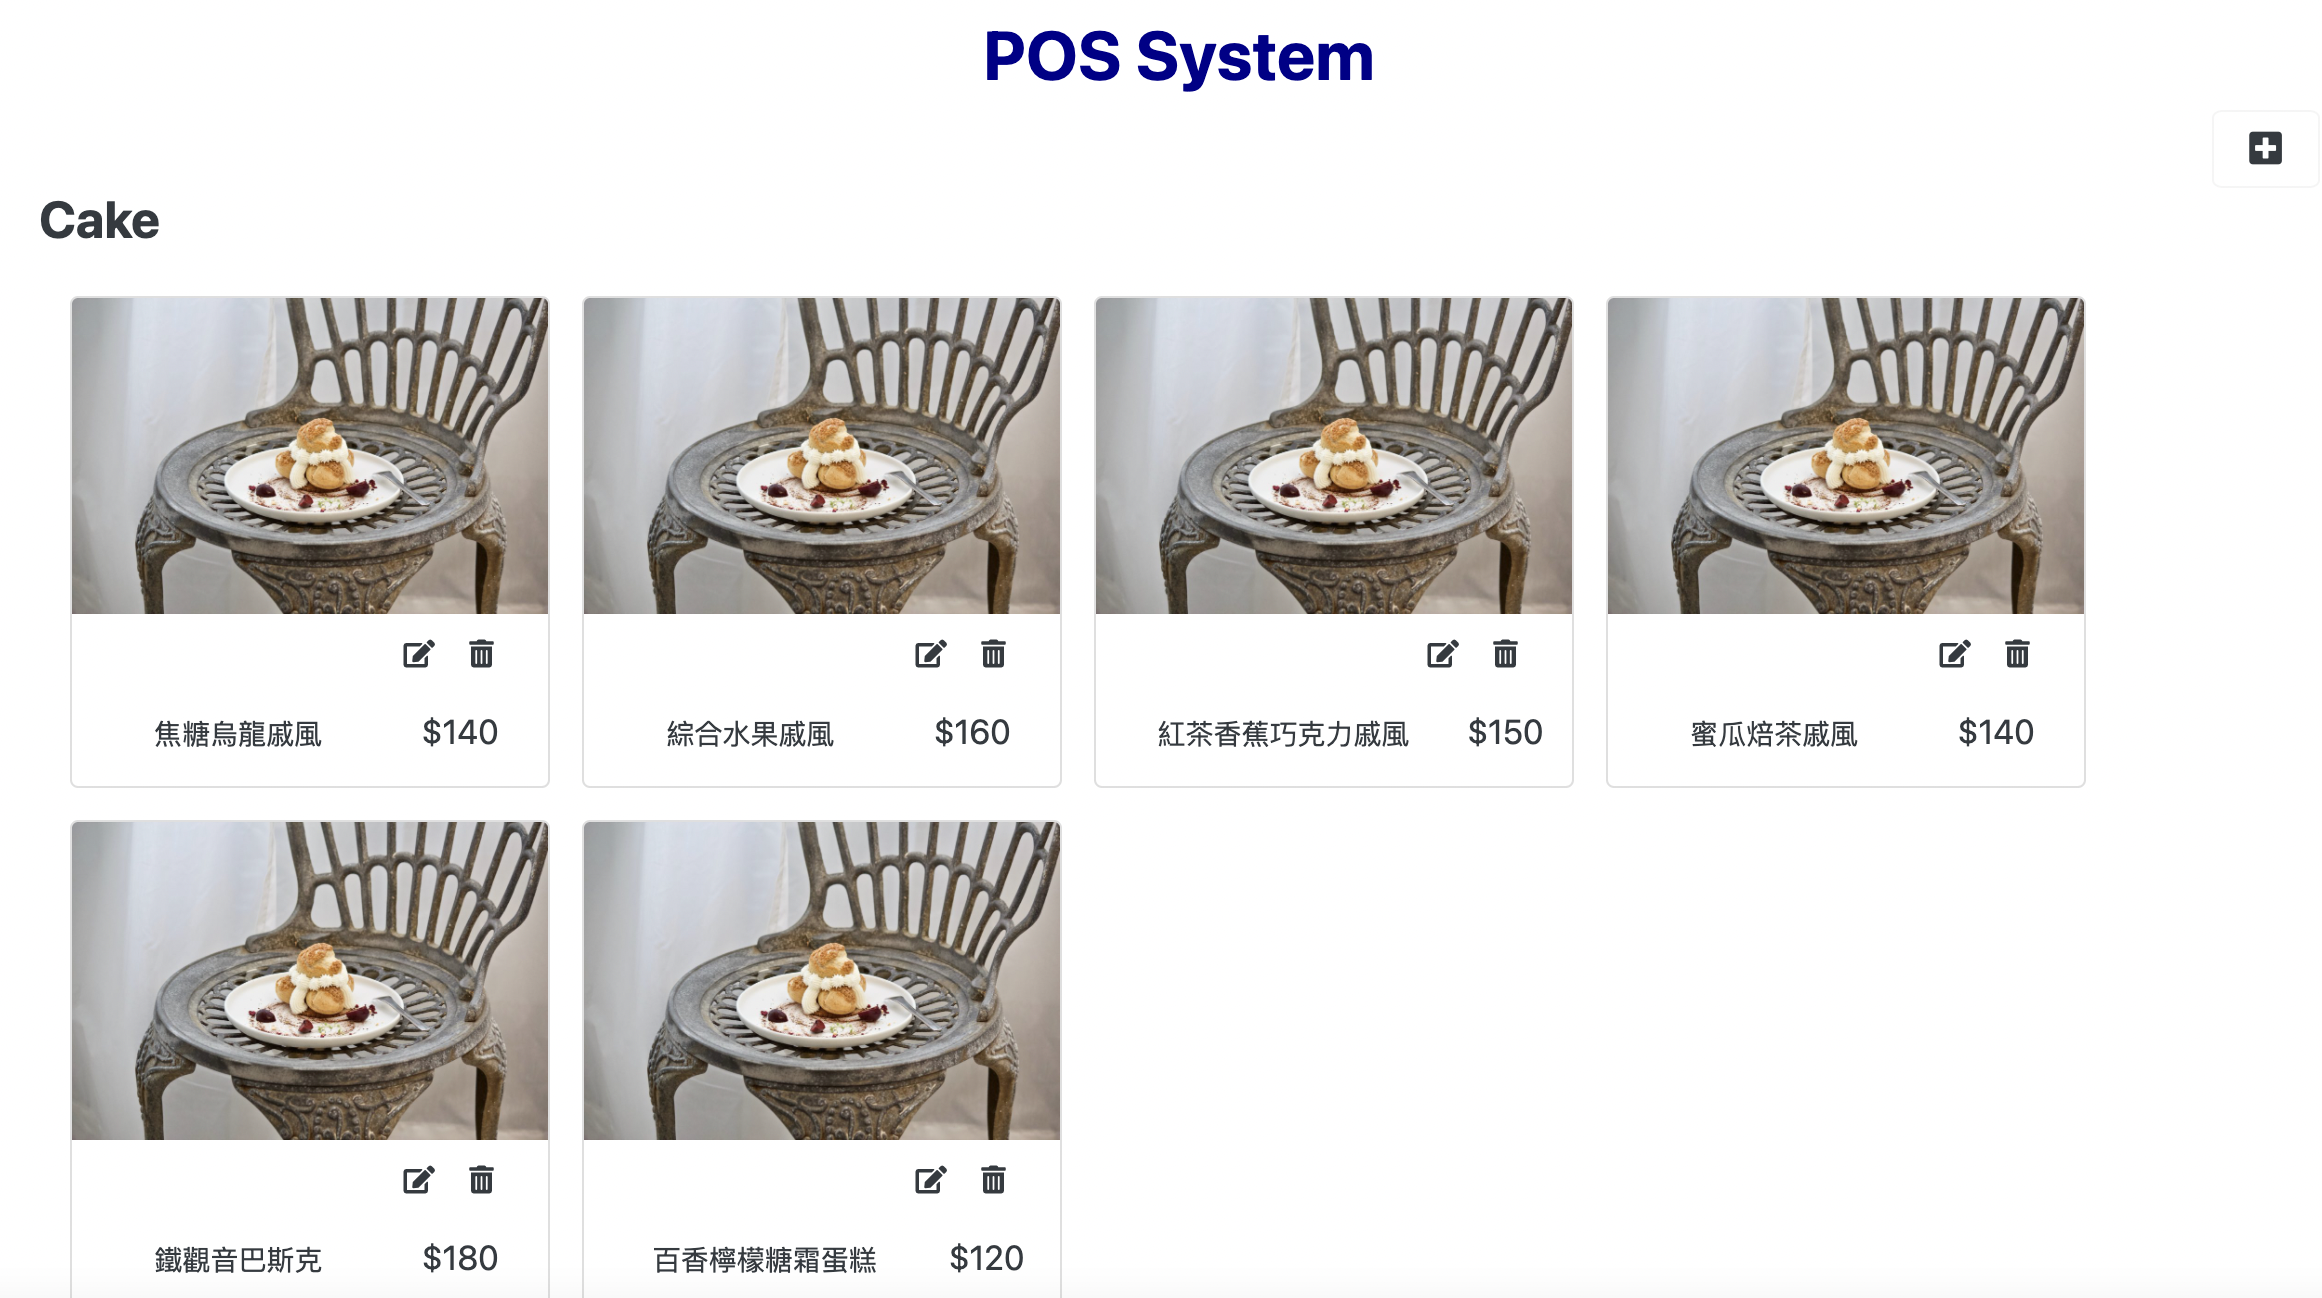 POS System
Cake
焦糖烏龍戚風 $140
綜合水果戚風 $160
紅茶香蕉巧克力戚風 $150
蜜瓜焙茶戚風 $140
鐵觀音巴斯克 $180
百香檸檬糖霜蛋糕 $120